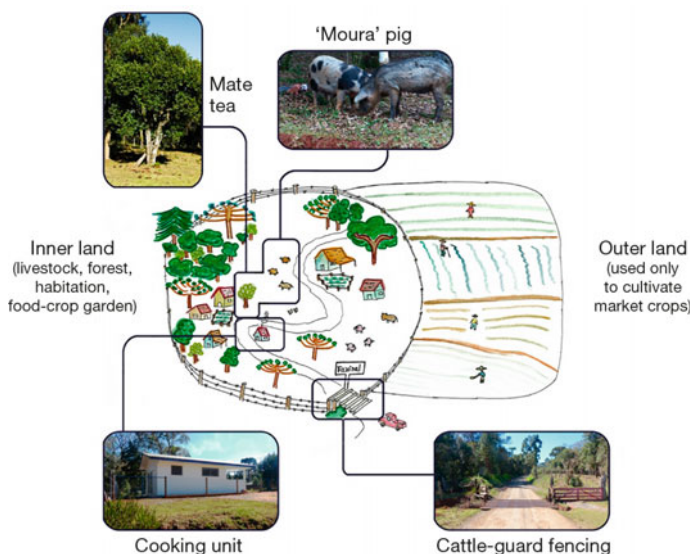 ‘Moura’ pig
Mate
tea
Inner land
(livestock, forest,
habitation,
food-crop garden)
Outer land
(used only
to cultivate
market crops)
Cooking unit
Cattle-guard fencing